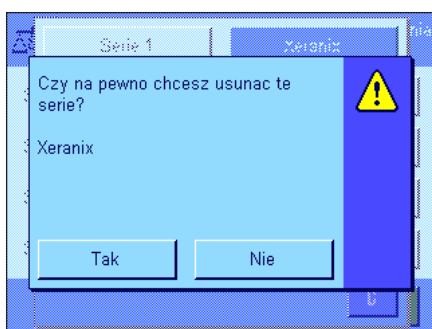 Serie 1
Xeranix
Czy na pewno chcesz usunac te
serie?
Xeranix
Tak
Nie
C